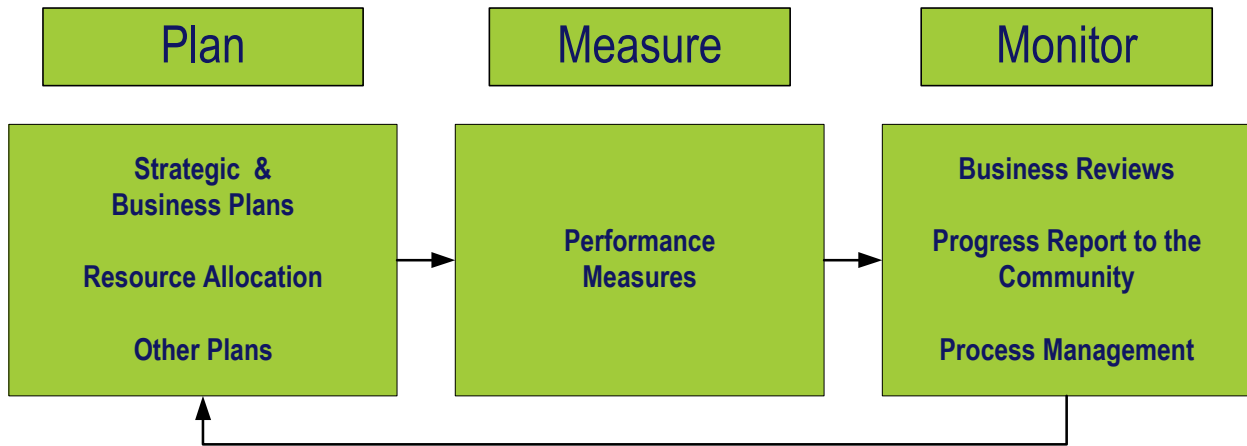 Plan
Measure
Monitor
Strategic &
Business Plans
Resource Allocation
Other Plans
Performance
Measures
Business Reviews
Progress Report to the
Community
Process Management